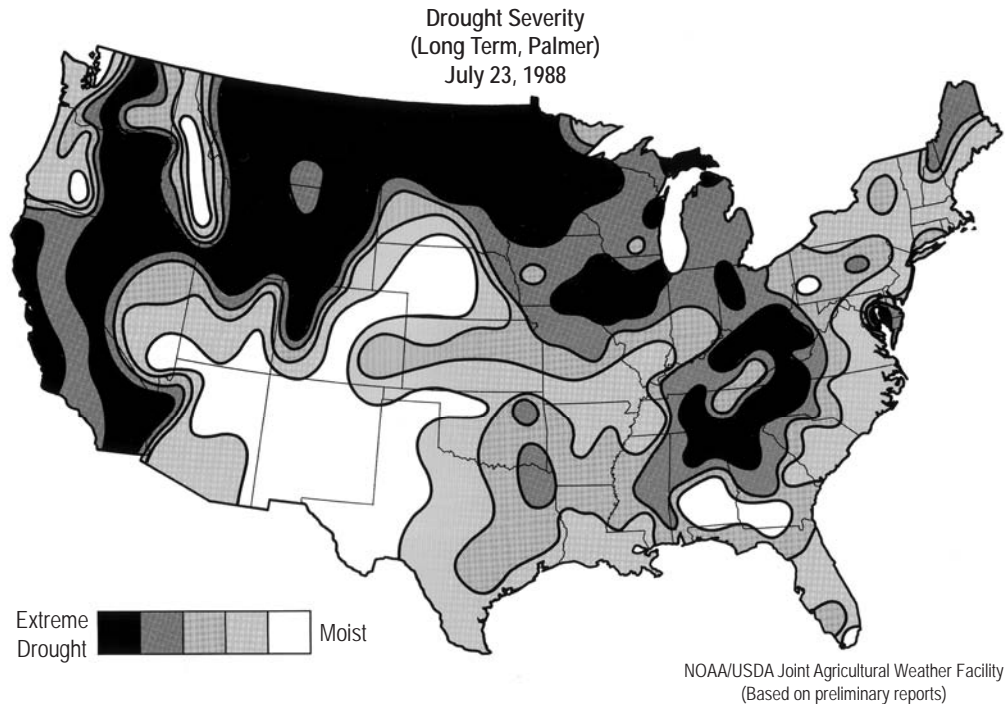 Drought Severity
(Long Term, Palmer)
July 23, 1988
Extreme
Drought
Moist
NOAA/USDA Joint Agricultural Weather Facility
(Based on preliminary reports)